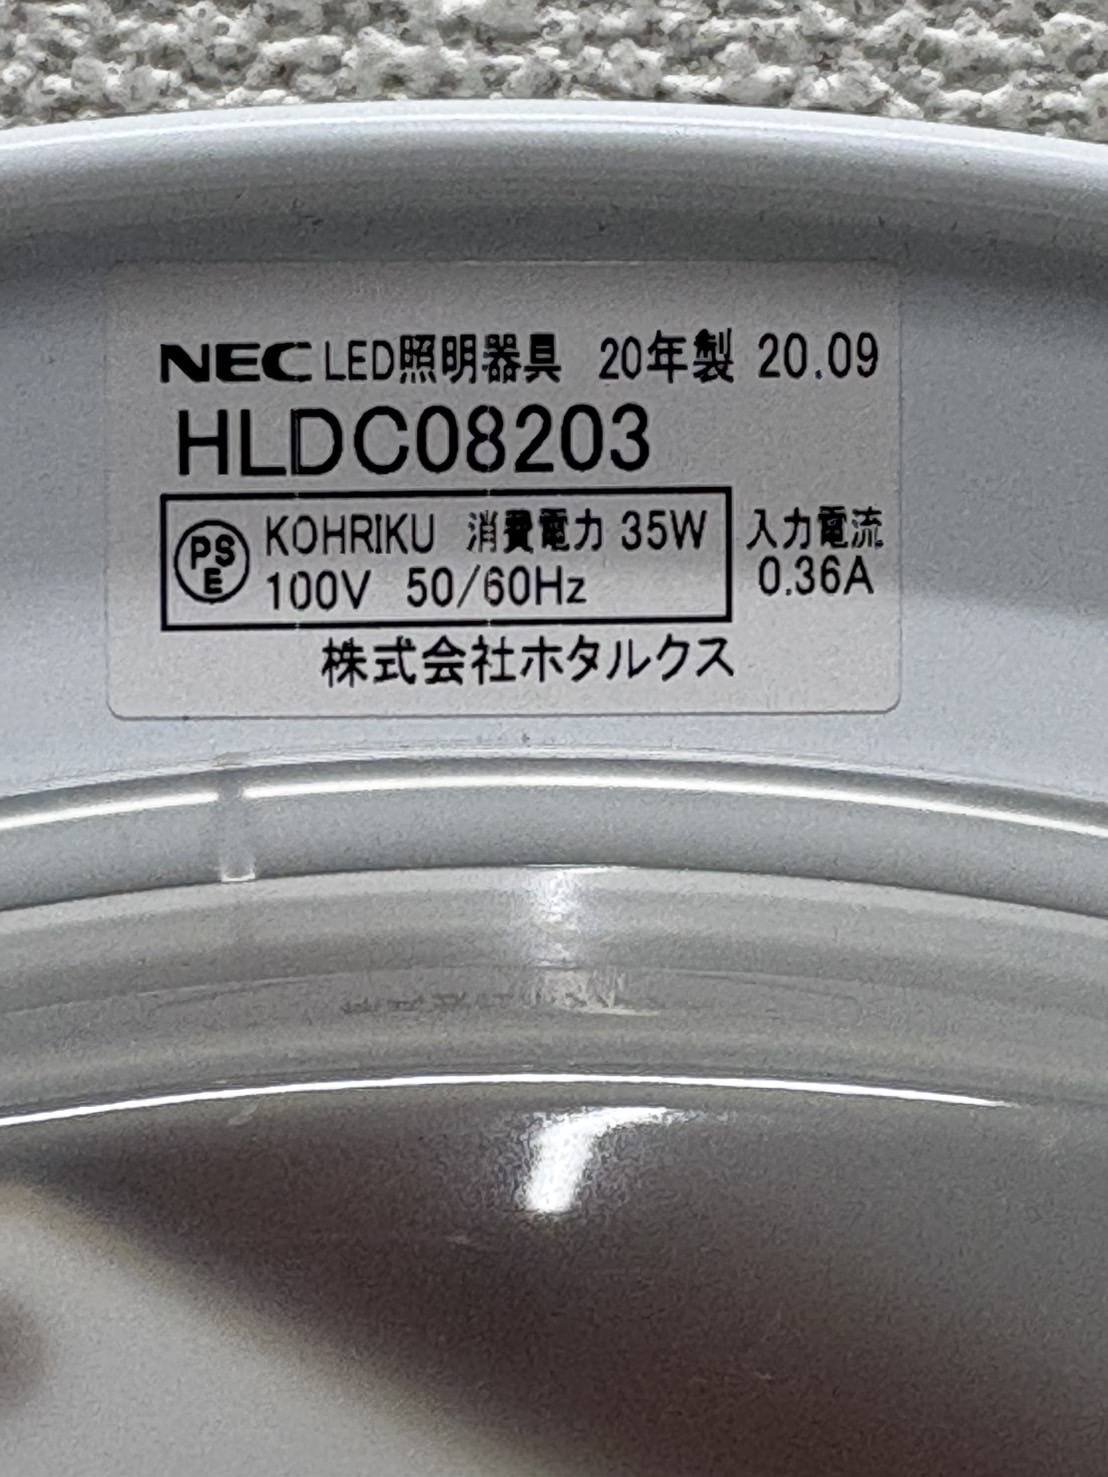 NEC LED照明器具 20年製 20.09
HLDC08203
PSE KOHRIKU 消費電力 35W
100V 50/60Hz
入力電流
0.36A
株式会社ホタルクス